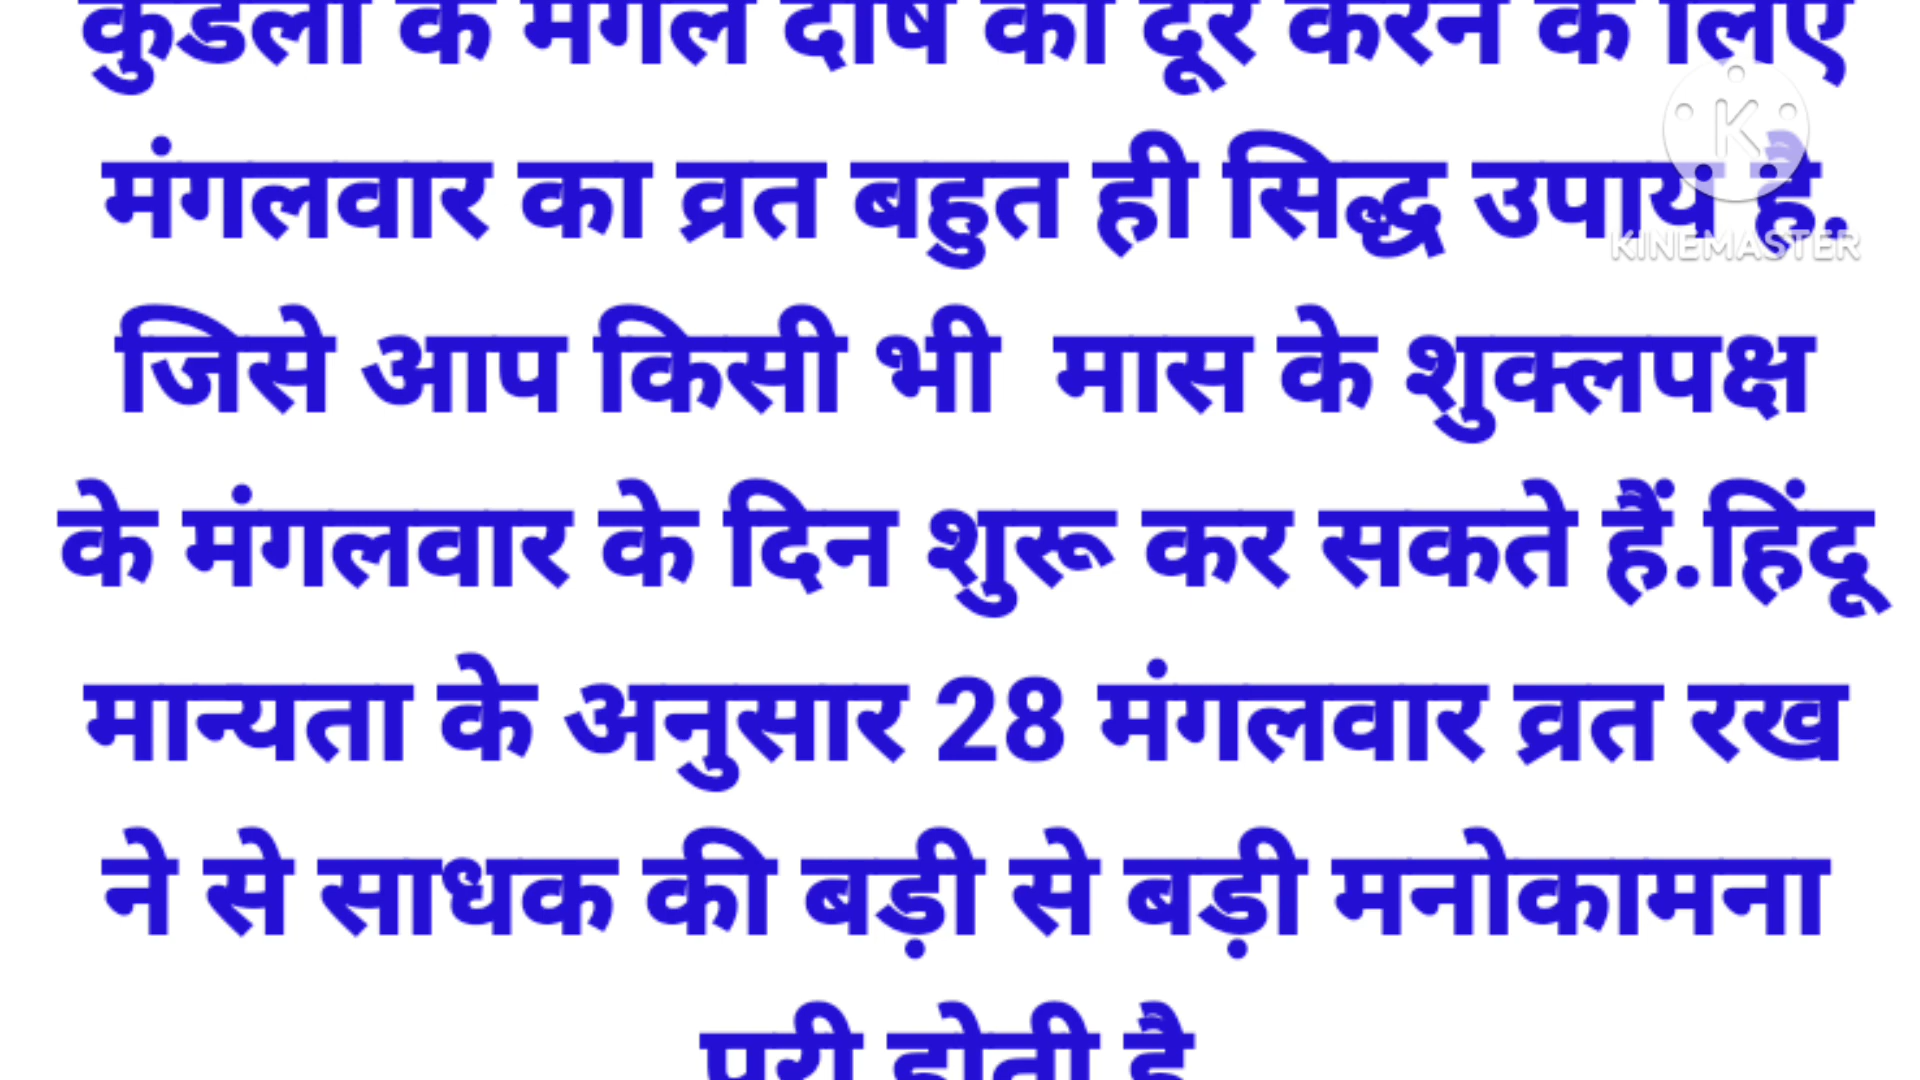 कुंडली के मंगल दोष को दूर करने के लिए
मंगलवार का व्रत बहुत ही सिद्ध उपाय है.
KINEMASTER
जिसे आप किसी भी मास के शुक्लपक्ष
के मंगलवार के दिन शुरू कर सकते हैं.हिंदू
मान्यता के अनुसार 28 मंगलवार व्रत रख
ने से साधक की बड़ी से बड़ी मनोकामना
पूरी होती है